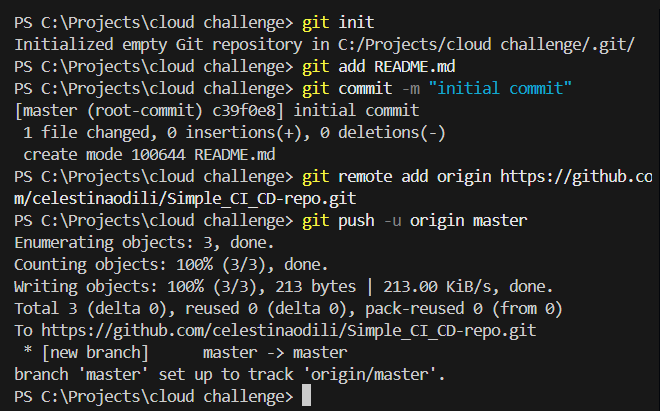 PS C:\Projects\cloud challenge> git init
Initialized empty Git repository in C:/Projects/cloud challenge/.git/
PS C:\Projects\cloud challenge> git add README.md
PS C:\Projects\cloud challenge> git commit -m "initial commit"
[master (root-commit) c39f0e8] initial commit
 1 file changed, 0 insertions(+), 0 deletions(-)
 create mode 100644 README.md
PS C:\Projects\cloud challenge> git remote add origin https://github.co
m/celestinaodili/Simple_CI_CD-repo.git
PS C:\Projects\cloud challenge> git push -u origin master
Enumerating objects: 3, done.
Counting objects: 100% (3/3), done.
Writing objects: 100% (3/3), 213 bytes | 213.00 KiB/s, done.
Total 3 (delta 0), reused 0 (delta 0), pack-reused 0 (from 0)
To https://github.com/celestinaodili/Simple_CI_CD-repo.git
 * [new branch]      master -> master
branch 'master' set up to track 'origin/master'.
PS C:\Projects\cloud challenge>